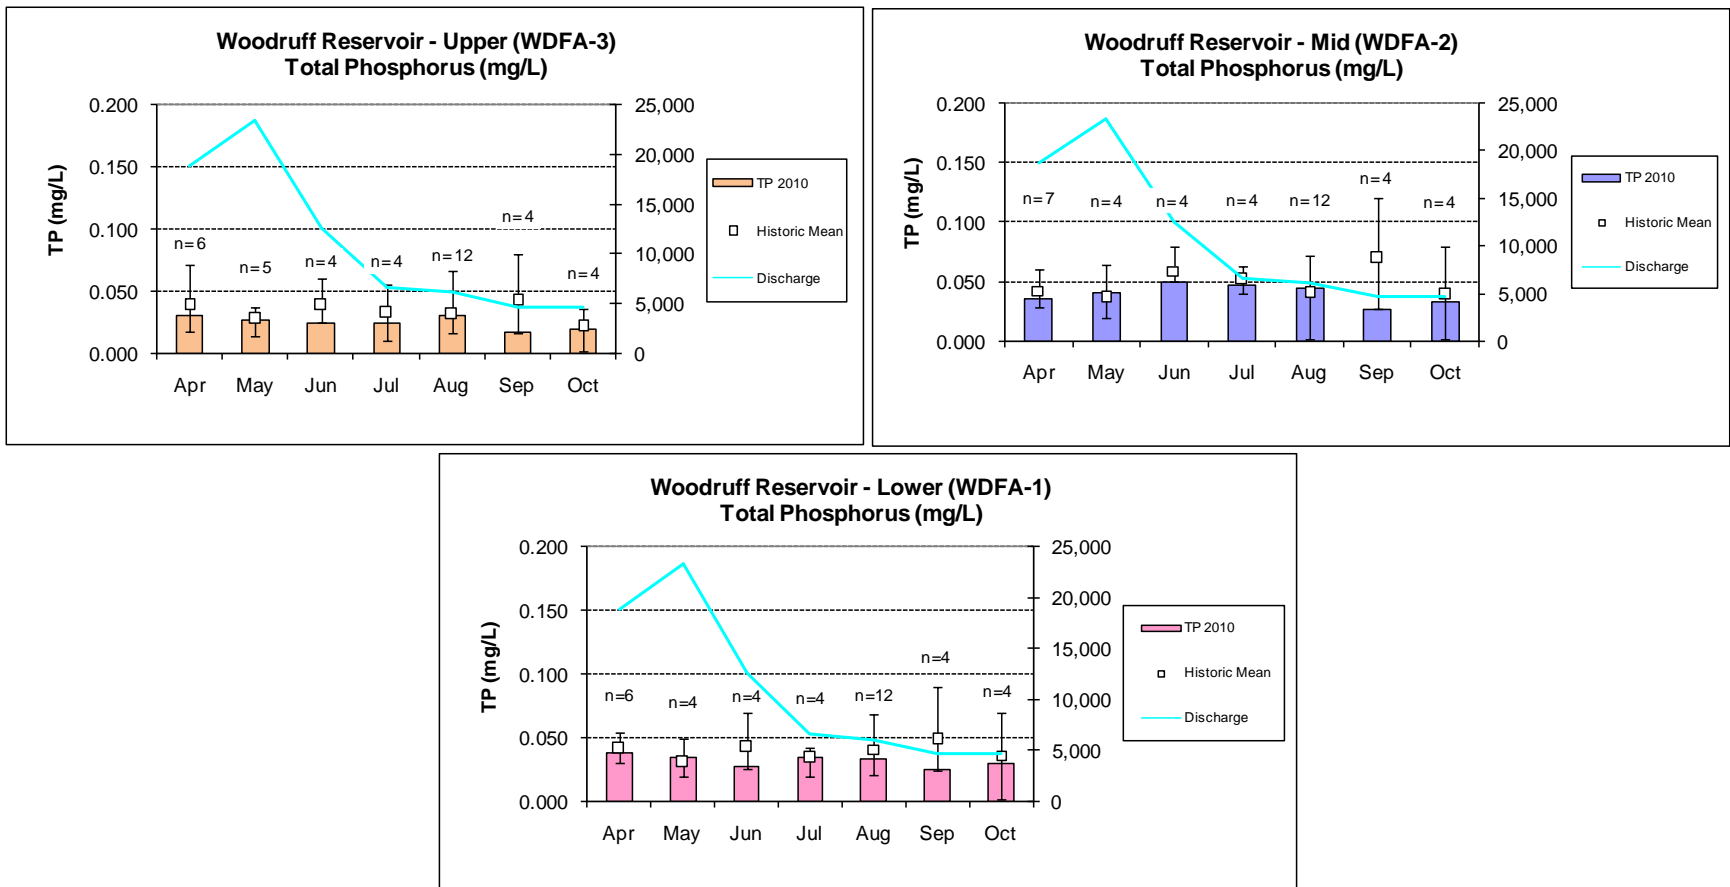 Woodruff Reservoir - Upper (WDFA-3)
Total Phosphorus (mg/L)
TP (mg/L)
0.200
0.150
0.100
0.050
0.000
25,000
20,000
15,000
10,000
5,000
0
n=6
n=5
n=4
n=4
n=12
n=4
n=4
Apr May Jun Jul Aug Sep Oct
TP 2010
Historic Mean
Discharge
Woodruff Reservoir - Mid (WDFA-2)
Total Phosphorus (mg/L)
TP (mg/L)
0.200
0.150
0.100
0.050
0.000
25,000
20,000
15,000
10,000
5,000
0
n=7
n=4
n=4
n=4
n=12
n=4
n=4
Apr May Jun Jul Aug Sep Oct
TP 2010
Historic Mean
Discharge
Woodruff Reservoir - Lower (WDFA-1)
Total Phosphorus (mg/L)
TP (mg/L)
0.200
0.150
0.100
0.050
0.000
25,000
20,000
15,000
10,000
5,000
0
n=6
n=4
n=4
n=4
n=12
n=4
n=4
Apr May Jun Jul Aug Sep Oct
TP 2010
Historic Mean
Discharge